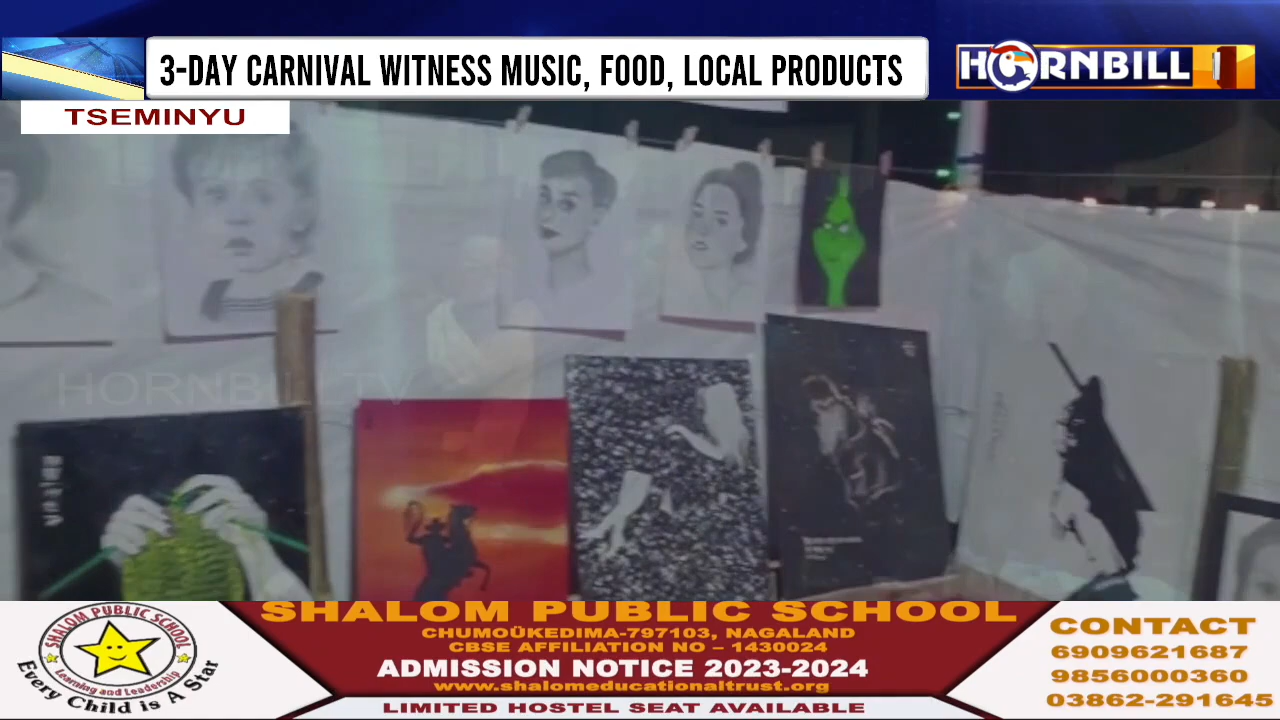 3-DAY CARNIVAL WITNESS MUSIC, FOOD, LOCAL PRODUCTS
HORNBILL
TSEMINYU
HORNBILL TV
SHALOM PUBLIC SCHOOL
Learning and Leadership
Every Child is A Star
SHALOM PUBLIC SCHOOL
CHUMOÜKEDIMA-797103, NAGALAND
CBSE AFFILIATION NO – 1430024
ADMISSION NOTICE 2023-2024
www.shalomeducationaltrust.org
LIMITED HOSTEL SEAT AVAILABLE
CONTACT
6909621687
9856000360
03862-291645